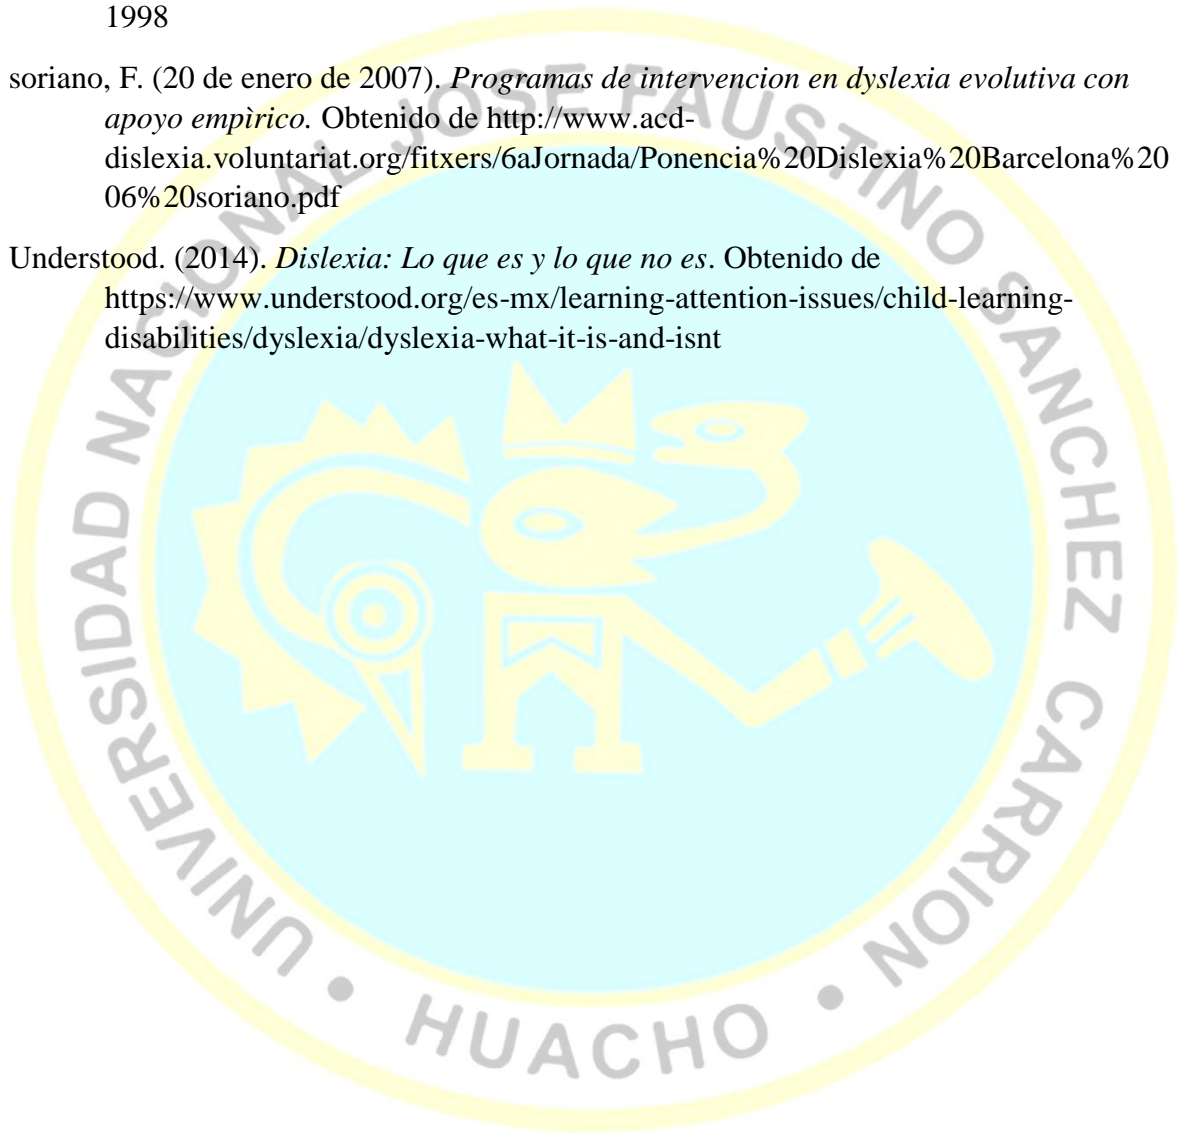 1998
soriano, F. (20 de enero de 2007). Programas de intervencion en dyslexia evolutiva con
apoyo empìrico. Obtenido de http://www.acd-
dislexia.voluntariat.org/fitxers/6aJornada/Ponencia%20Dislexia%20Barcelona%20
06%20soriano.pdf
Understood. (2014). Dislexia: Lo que es y lo que no es. Obtenido de
https://www.understood.org/es-mx/learning-attention-issues/child-learning-
disabilities/dyslexia/dyslexia-what-it-is-and-isnt
UNIVERSIDAD NACIONAL JOSE FAUSTINO SANCHEZ CARRION
• HUACHO •